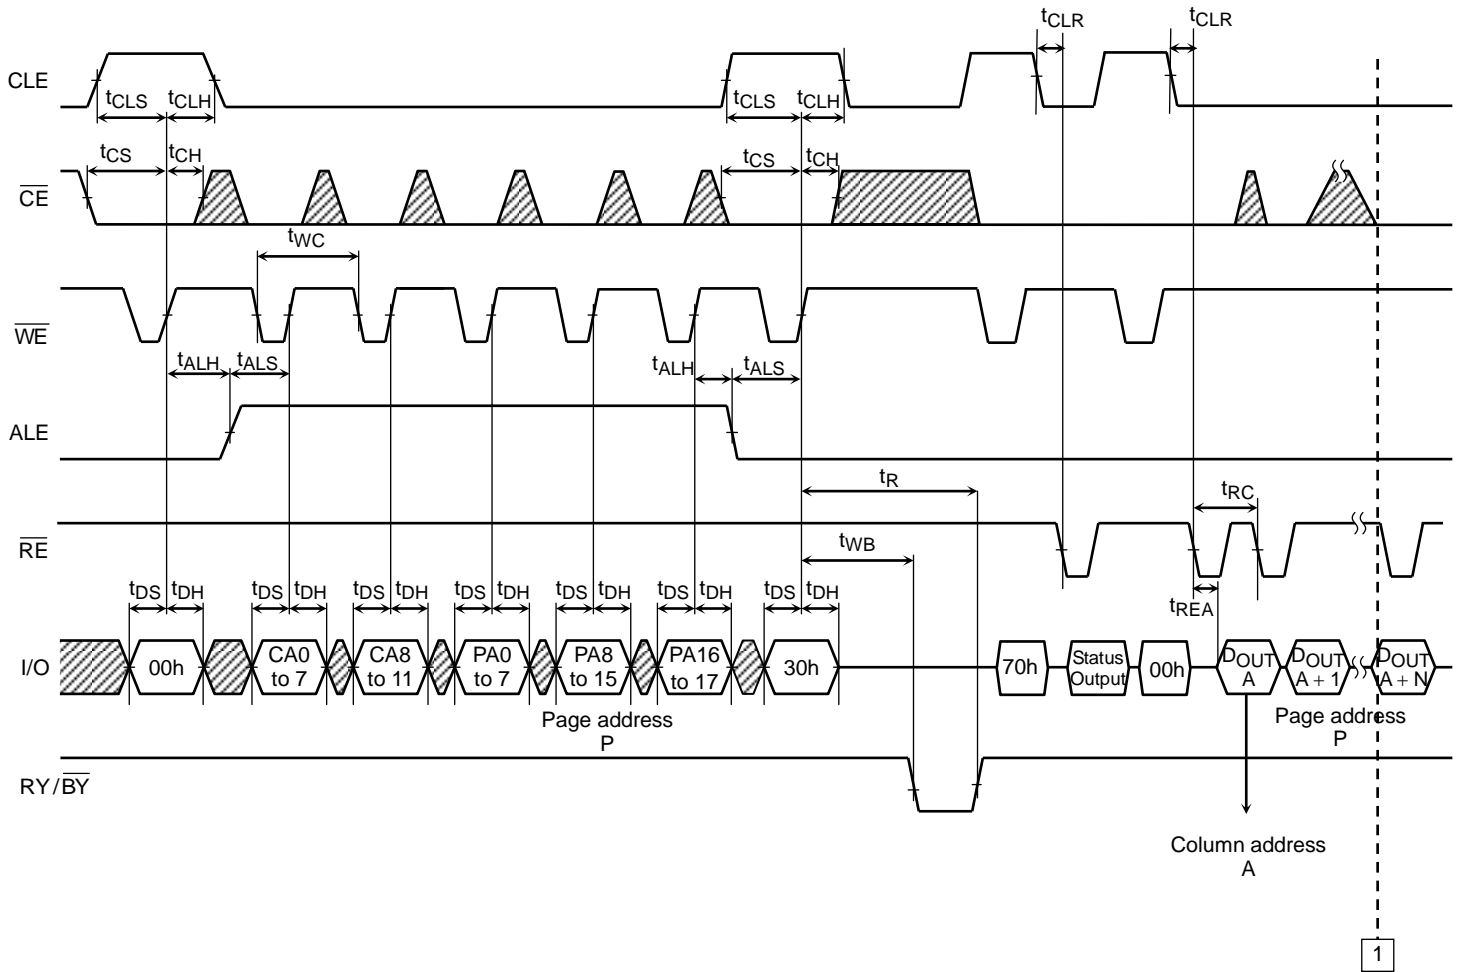 tCLR tCLR
CLE
tCLS tCLH tCLS tCLH
tCS tCH tCS tCH
CE
tWC
WE
tALH tALS tALH tALS
ALE
tR
tRC
RE
tWB
tDS tDH tDS tDH tDS tDH tDS tDH tDS tDH tDS tDH tDS tDH
tREA
I/O 00h CA0 to 7 CA8 to 11 PA0 to 7 PA8 to 15 PA16 to 17 30h 70h Status Output 00h DOUT A DOUT A + 1 DOUT A + N
Page address Page address
P P
RY/BY
Column address
A
1